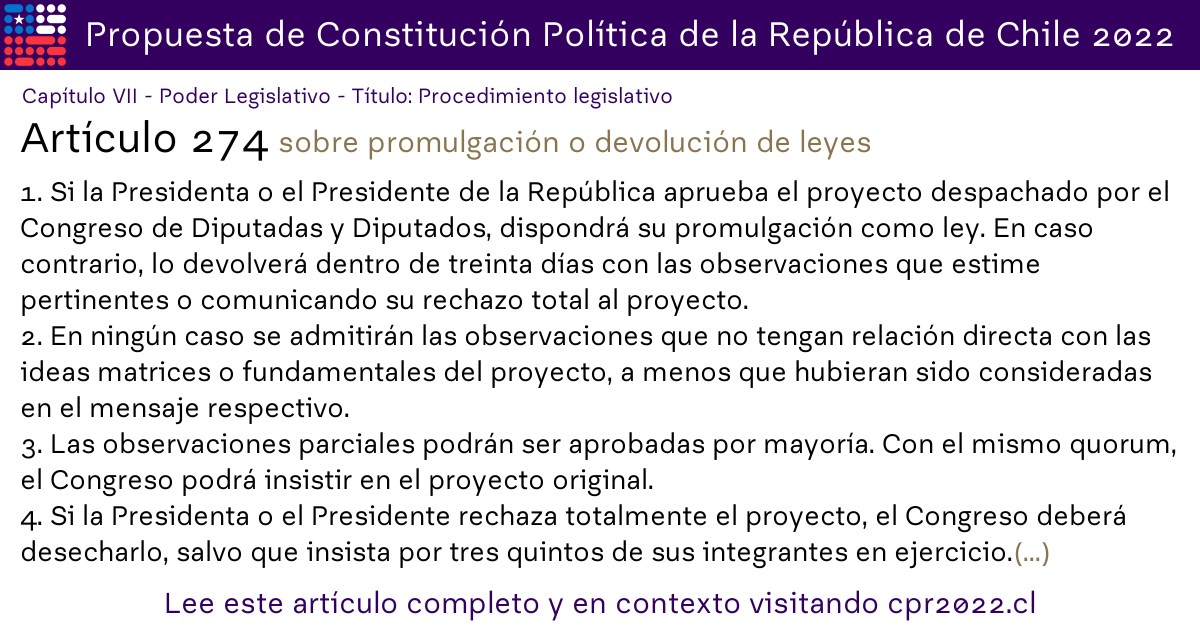 Propuesta de Constitución Política de la República de Chile 2022
Capítulo VII - Poder Legislativo - Título: Procedimiento legislativo
Artículo 274 sobre promulgación o devolución de leyes
1. Si la Presidenta o el Presidente de la República aprueba el proyecto despachado por el
Congreso de Diputadas y Diputados, dispondrá su promulgación como ley. En caso
contrario, lo devolverá dentro de treinta días con las observaciones que estime
pertinentes o comunicando su rechazo total al proyecto.
2. En ningún caso se admitirán las observaciones que no tengan relación directa con las
ideas matrices o fundamentales del proyecto, a menos que hubieran sido consideradas
en el mensaje respectivo.
3. Las observaciones parciales podrán ser aprobadas por mayoría. Con el mismo quorum,
el Congreso podrá insistir en el proyecto original.
4. Si la Presidenta o el Presidente rechaza totalmente el proyecto, el Congreso deberá
desecharlo, salvo que insista por tres quintos de sus integrantes en ejercicio.(...)
Lee este artículo completo y en contexto visitando cpr2022.cl